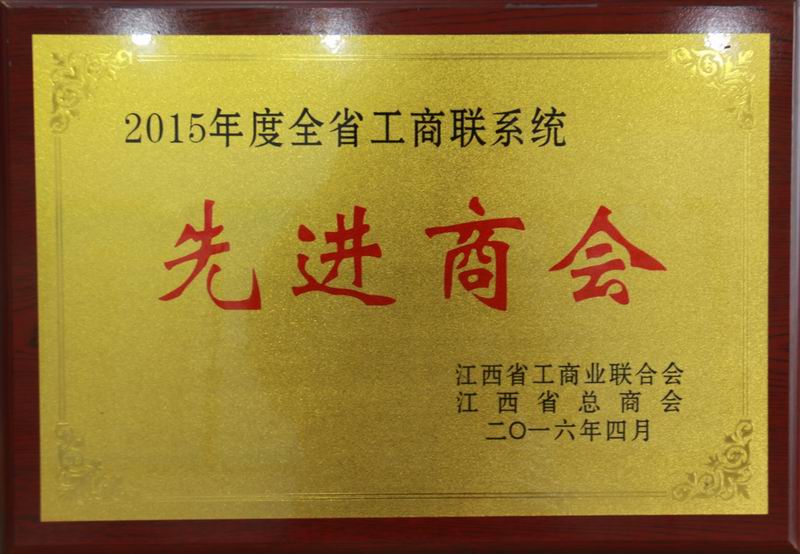 2015年度全省工商联系统
先进商会
江西省工商业联合会
江西省总商会
二〇一六年四月